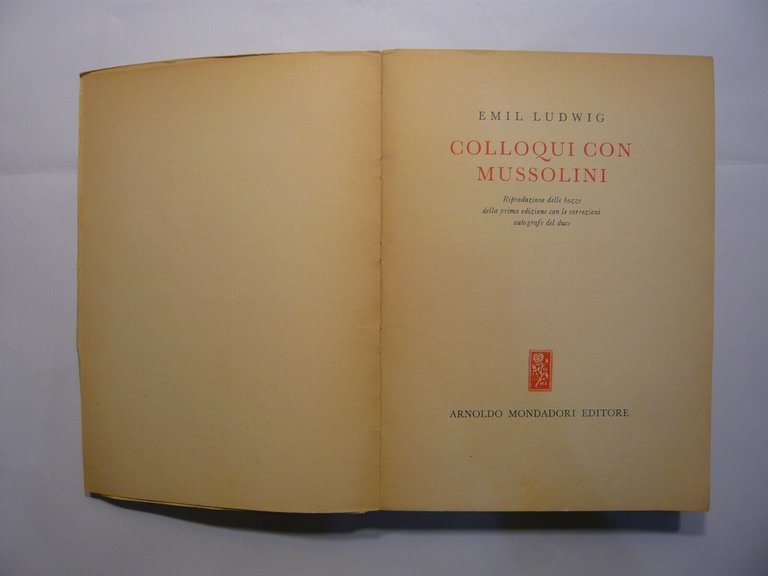 EMIL LUDWIG
COLLOQUI CON
MUSSOLINI
Riproduzione delle bozze
della prima edizione con le correzioni
autografe del duce
ARNOLDO MONDADORI EDITORE